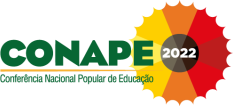 CONAPE 2022
Conferência Nacional Popular de Educação